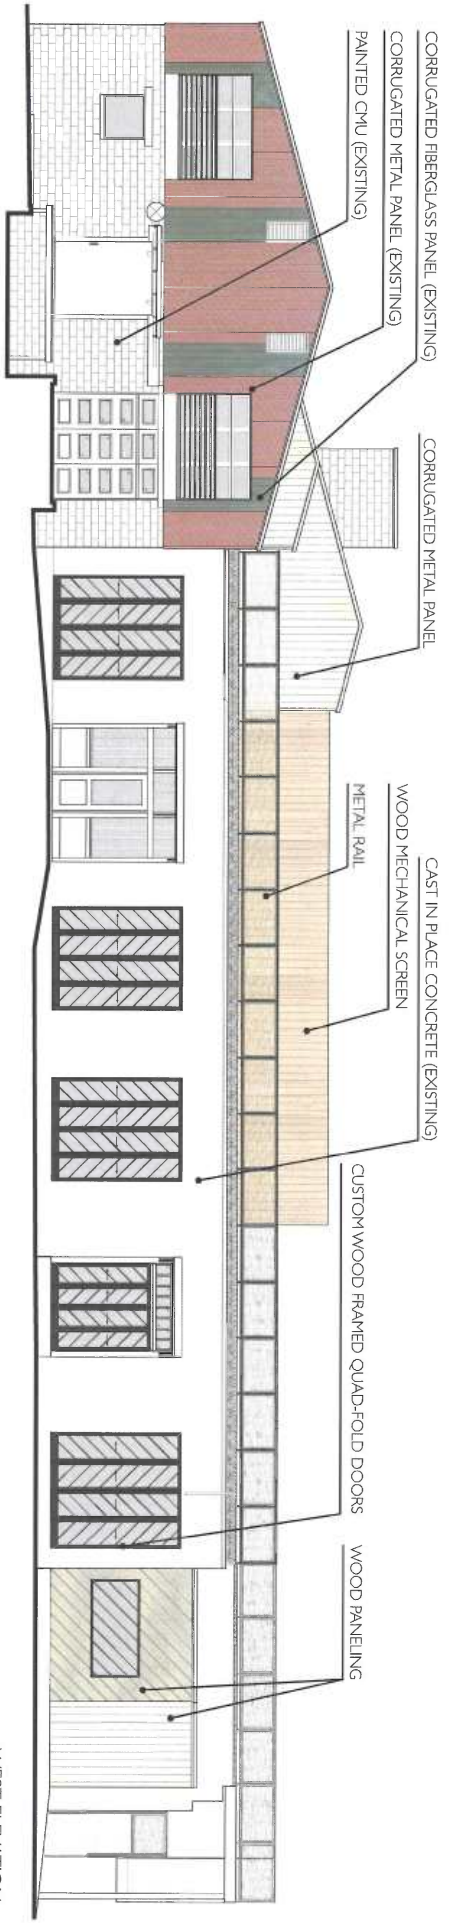 CORRUGATED FIBERGLASS PANEL (EXISTING)
CORRUGATED METAL PANEL (EXISTING)
PAINTED CMU (EXISTING)
CORRUGATED METAL PANEL
CAST IN PLACE CONCRETE (EXISTING)
WOOD MECHANICAL SCREEN
METAL RAIL
CUSTOM WOOD FRAMED QUAD-FOLD DOORS
WOOD PANELING